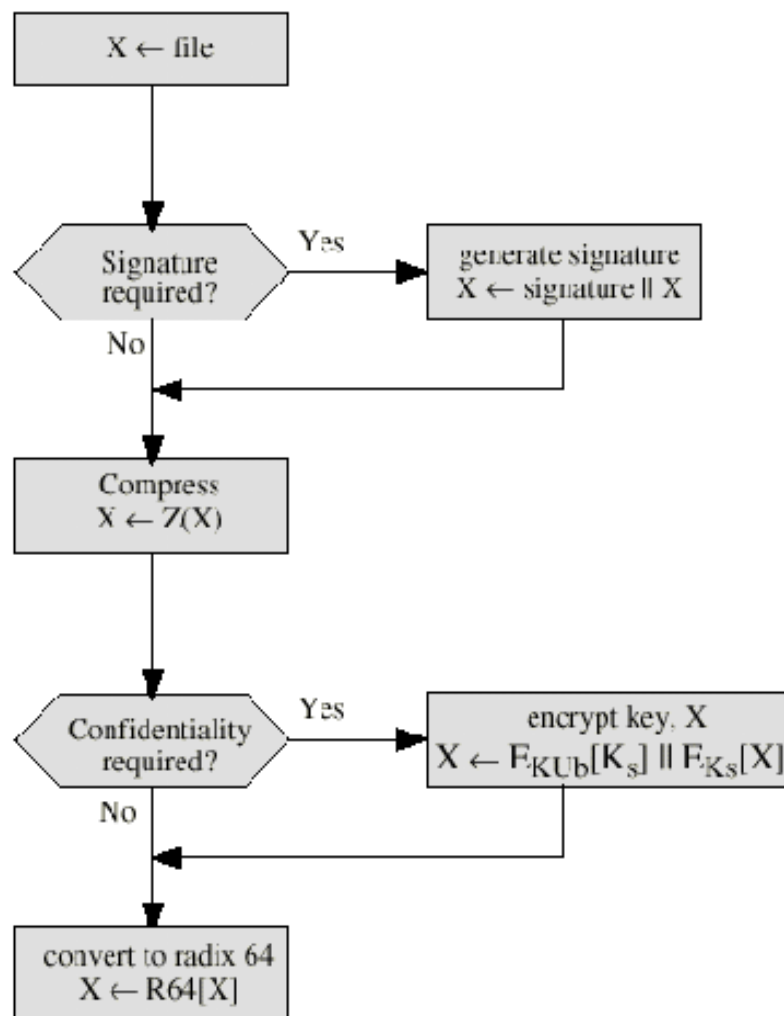 X ← file
Signature
required?
Yes
generate signature
X ← signature || X
No
Compress
X ← Z(X)
Confidentiality
required?
Yes
encrypt key, X
X ← E_KUb[K_s] || E_Ks[X]
No
convert to radix 64
X ← R64[X]